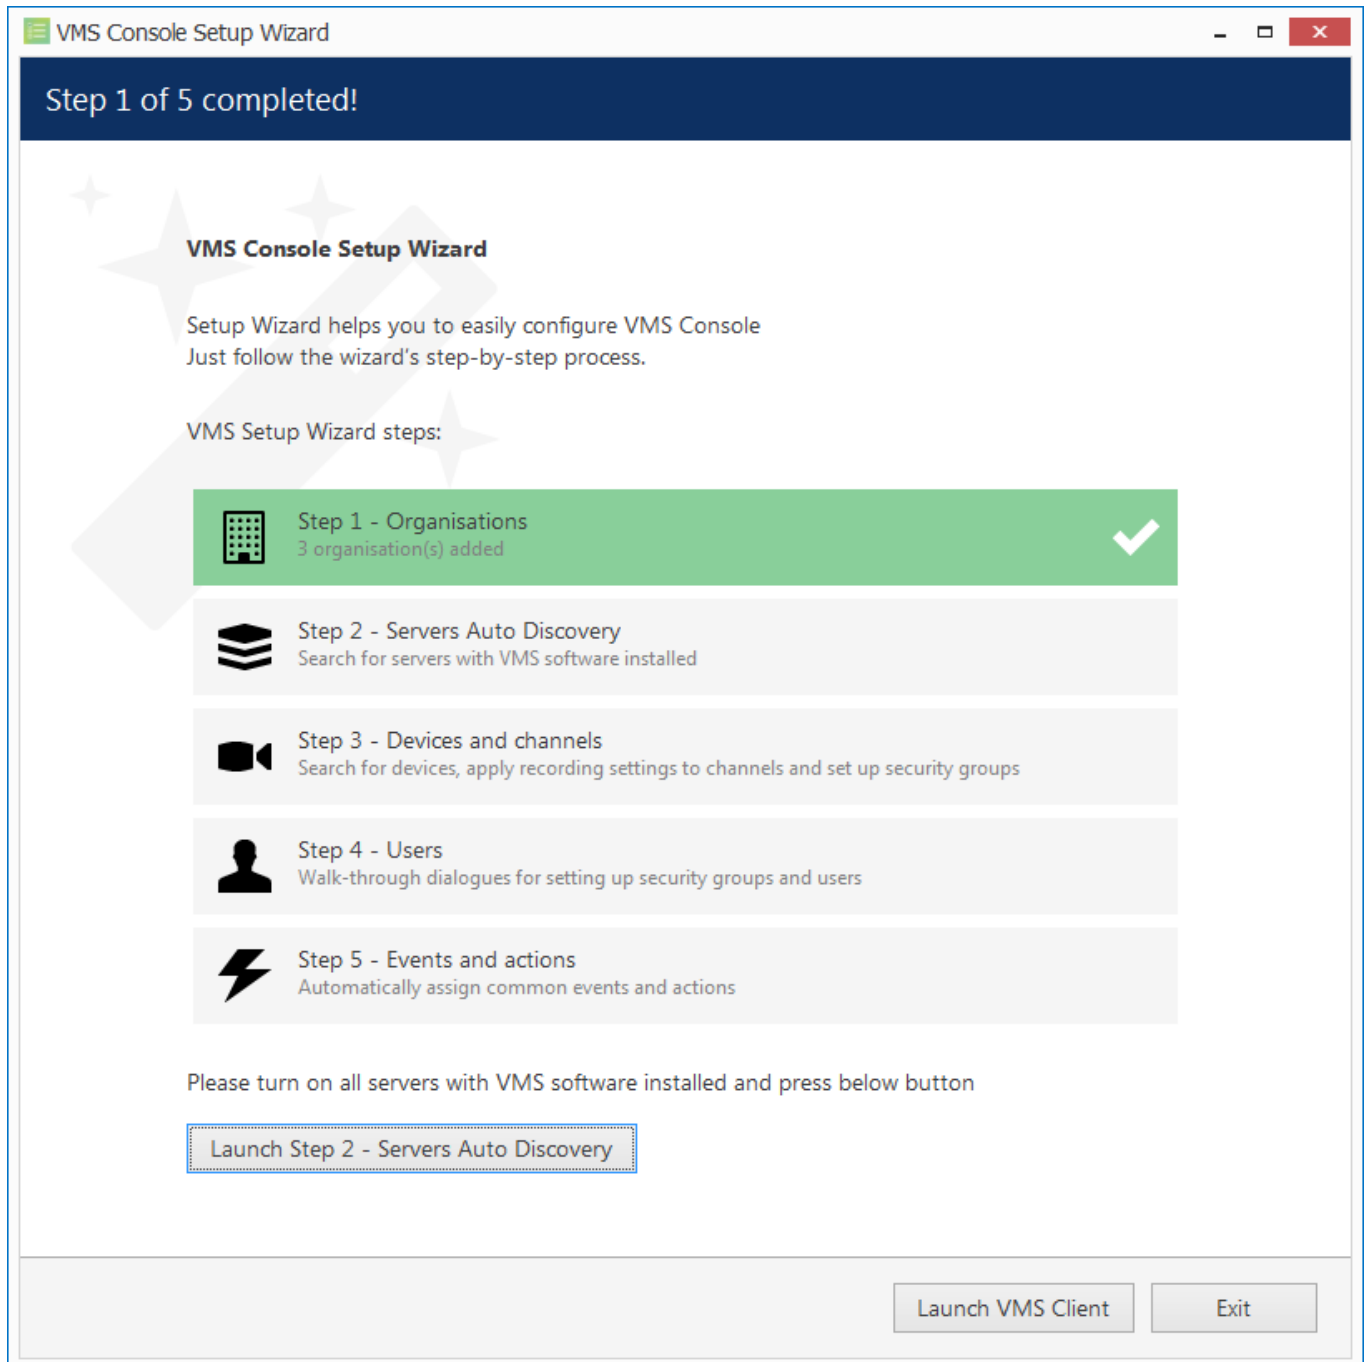 VMS Console Setup Wizard
Step 1 of 5 completed!
VMS Console Setup Wizard
Setup Wizard helps you to easily configure VMS Console
Just follow the wizard's step-by-step process.
VMS Setup Wizard steps:
Step 1 - Organisations
3 organisation(s) added
Step 2 - Servers Auto Discovery
Search for servers with VMS software installed
Step 3 - Devices and channels
Search for devices, apply recording settings to channels and set up security groups
Step 4 - Users
Walk-through dialogues for setting up security groups and users
Step 5 - Events and actions
Automatically assign common events and actions
Please turn on all servers with VMS software installed and press below button
Launch Step 2 - Servers Auto Discovery
Launch VMS Client
Exit